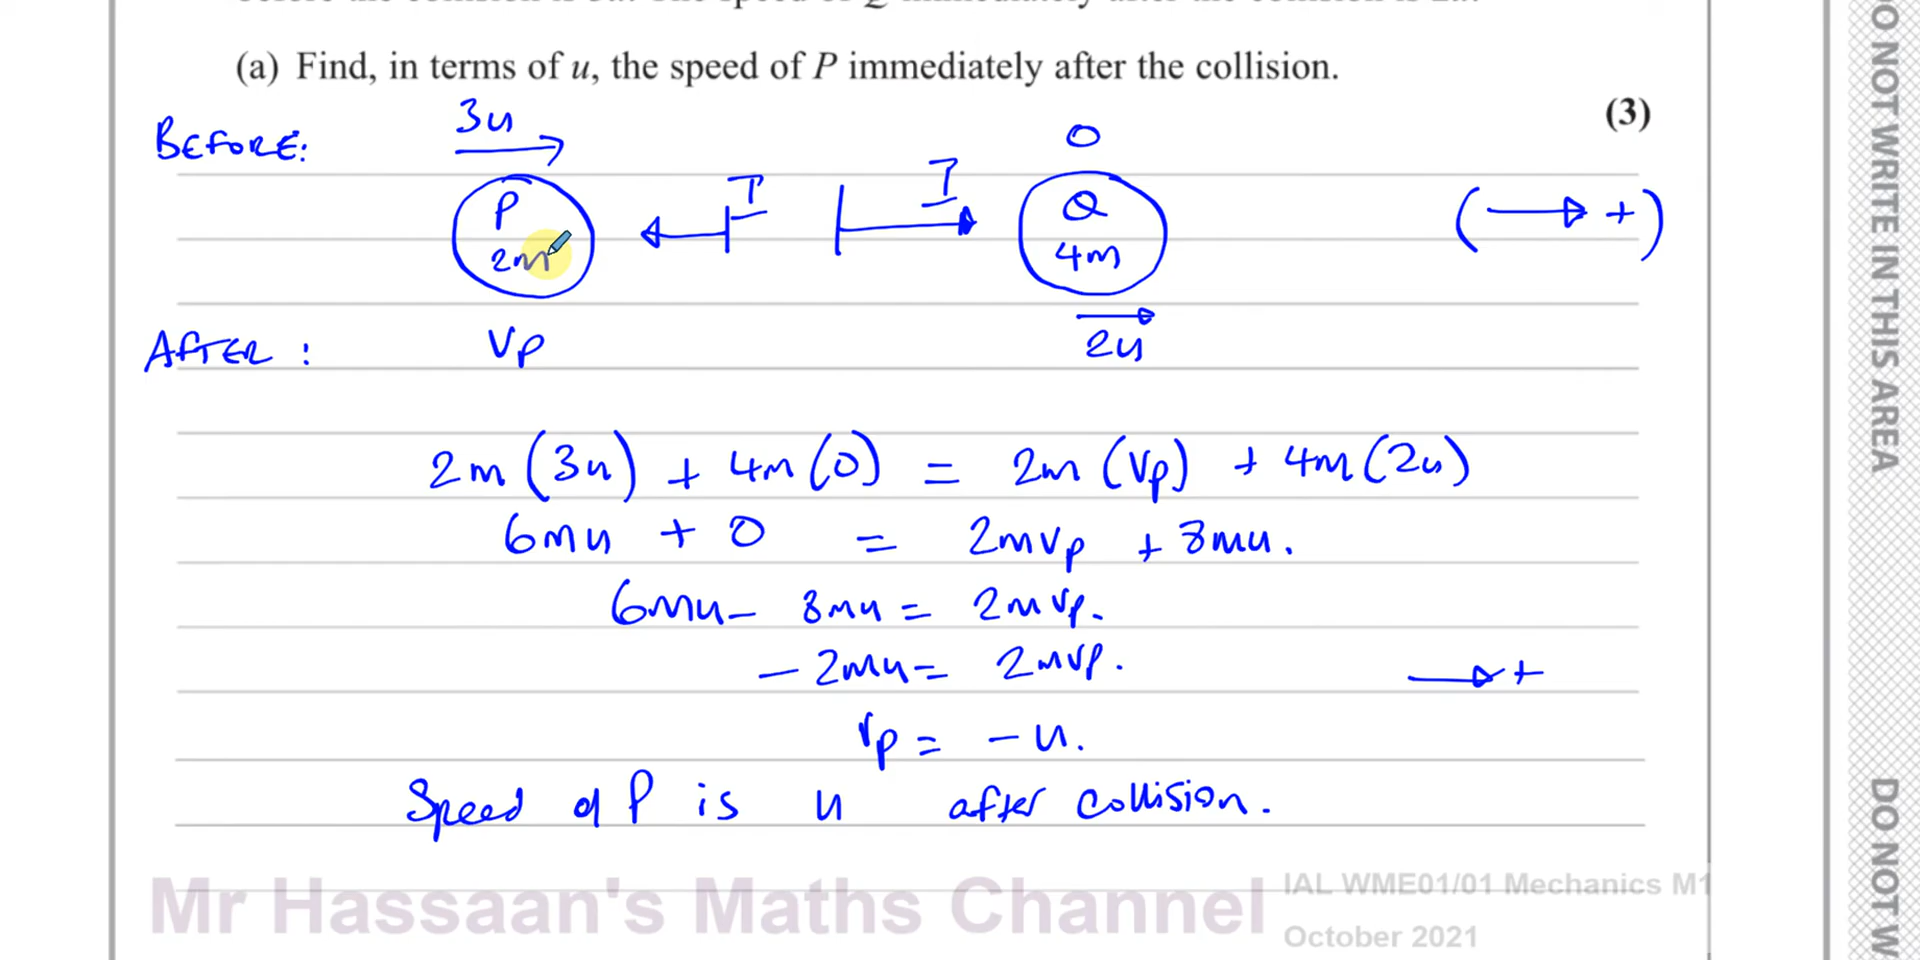 (a) Find, in terms of u, the speed of P immediately after the collision.
(3)
BEFORE: 3u 0
P I I Q ( → + )
2m 4m
AFTER : Vp 2u
2m (3u) + 4m (0) = 2m (Vp) + 4m (2u)
6mu + 0 = 2mVp + 8mu.
6mu - 8mu = 2mVp.
- 2mu = 2mVp. → +
Vp = - u.
Speed of P is u after collision.
Mr Hassaan's Maths Channel
IAL WME01/01 Mechanics M1
October 2021
DO NOT WRITE IN THIS AREA
DO NOT W